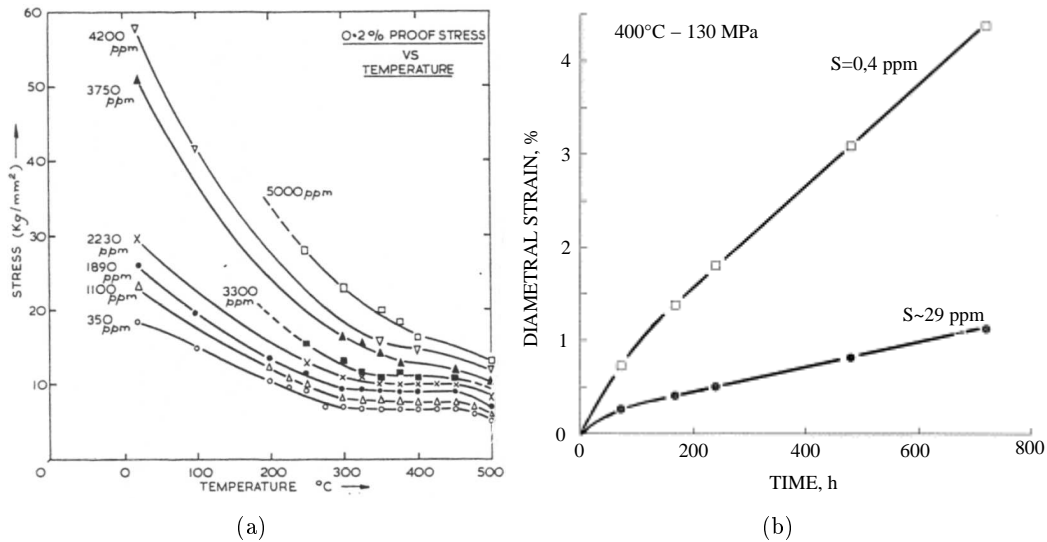 60
50
40
30
20
10
0
STRESS (Kg/mm²)
0·2% PROOF STRESS
VS
TEMPERATURE
4200
ppm
3750
ppm
5000 ppm
2230
ppm
1890
ppm
1100
ppm
350
ppm
3300
ppm
0 0 100 200 300 400 500
TEMPERATURE °C
(a)
400°C – 130 MPa
S=0,4 ppm
S~29 ppm
4
3
2
1
0
DIAMETRAL STRAIN, %
0 200 400 600 800
TIME, h
(b)